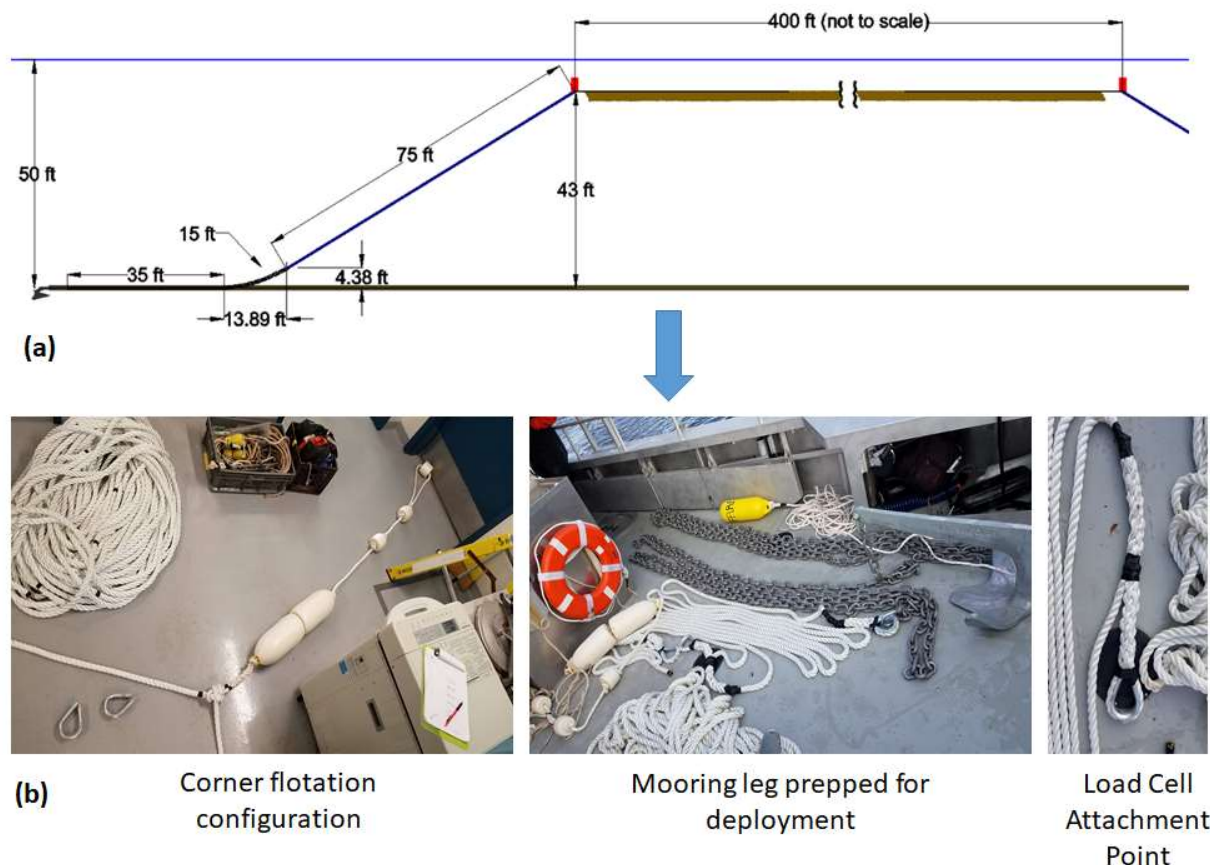 400 ft (not to scale)
50 ft
75 ft
43 ft
15 ft
35 ft
4.38 ft
13.89 ft
(a)
(b)
Corner flotation
configuration
Mooring leg prepped for
deployment
Load Cell
Attachment
Point